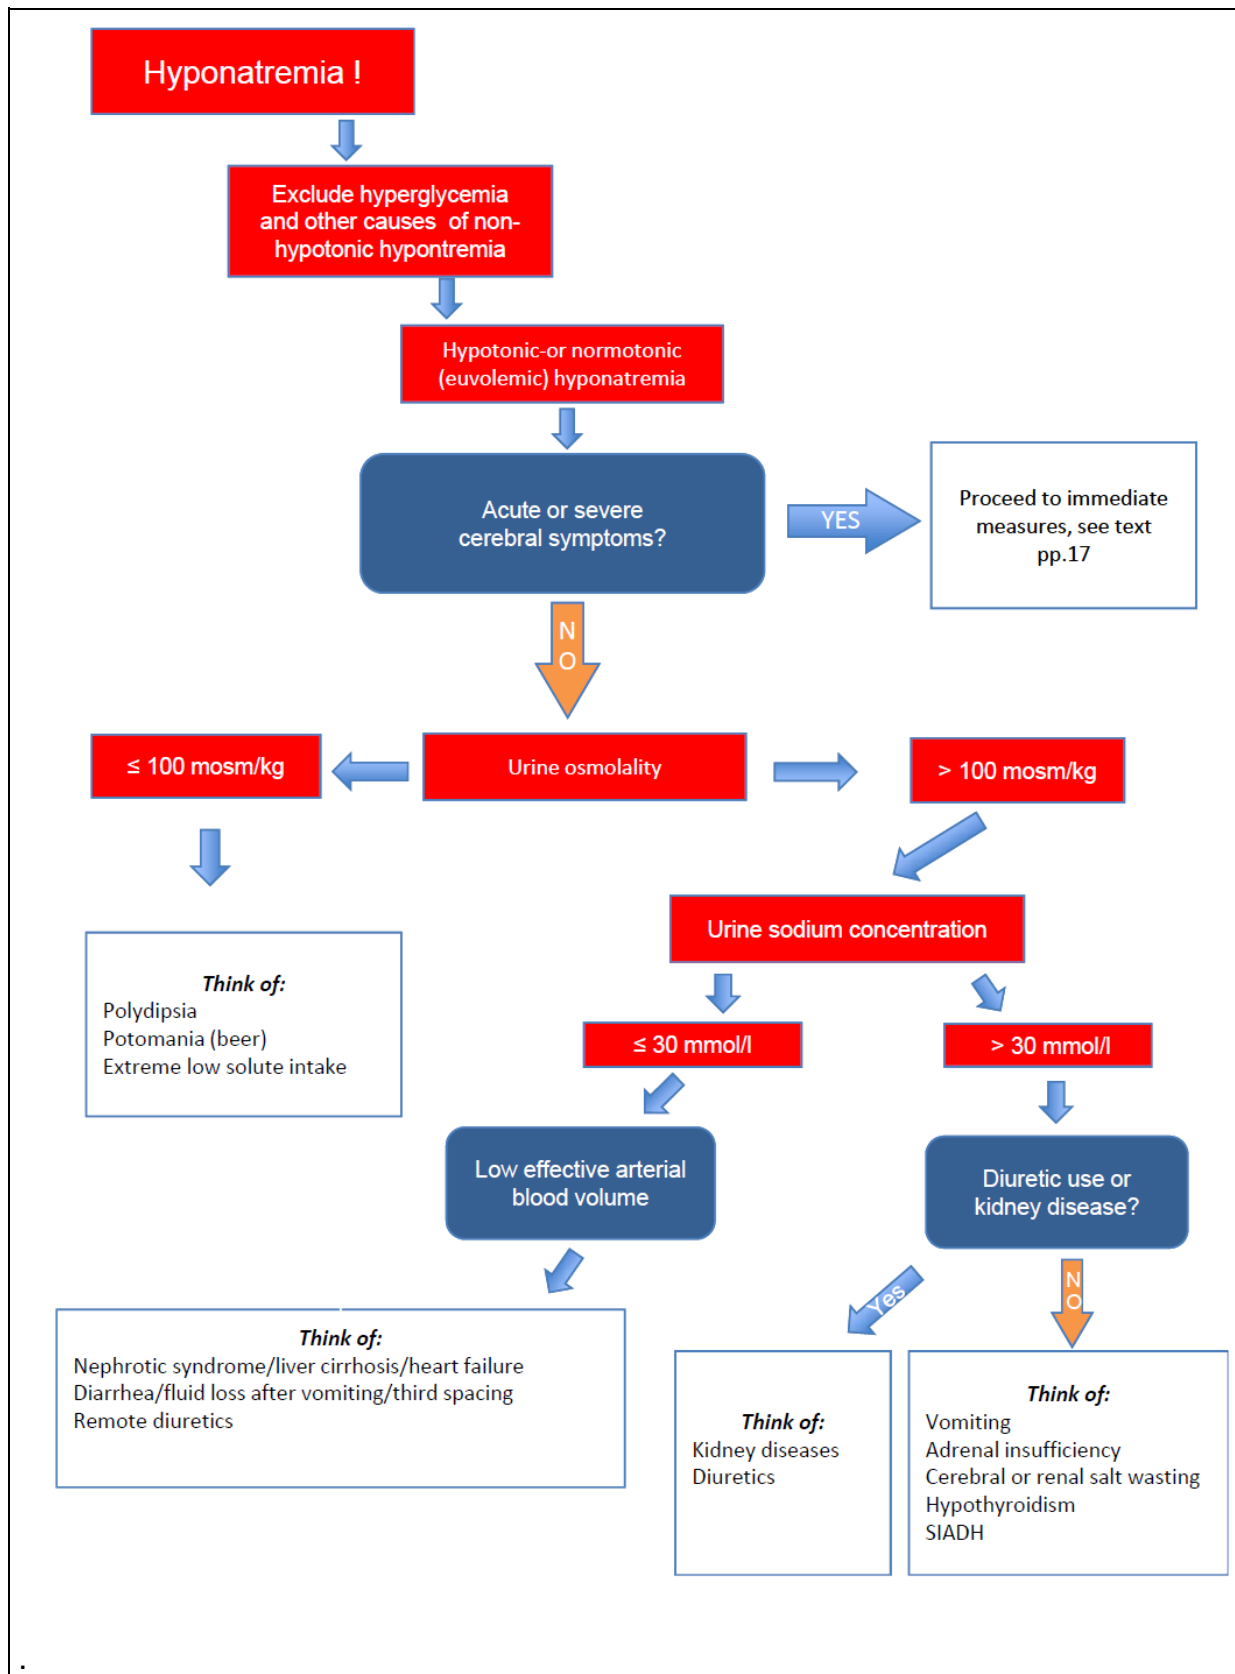 Hyponatremia !
Exclude hyperglycemia
and other causes of non-
hypotonic hypontremia
Hypotonic-or normotonic
(euvolemic) hyponatremia
Acute or severe
cerebral symptoms?
YES
Proceed to immediate
measures, see text
pp.17
N
O
≤ 100 mosm/kg
Urine osmolality
> 100 mosm/kg
Think of:
Polydipsia
Potomania (beer)
Extreme low solute intake
Urine sodium concentration
≤ 30 mmol/l
> 30 mmol/l
Low effective arterial
blood volume
Diuretic use or
kidney disease?
Yes
N
O
Think of:
Nephrotic syndrome/liver cirrhosis/heart failure
Diarrhea/fluid loss after vomiting/third spacing
Remote diuretics
Think of:
Kidney diseases
Diuretics
Think of:
Vomiting
Adrenal insufficiency
Cerebral or renal salt wasting
Hypothyroidism
SIADH
.